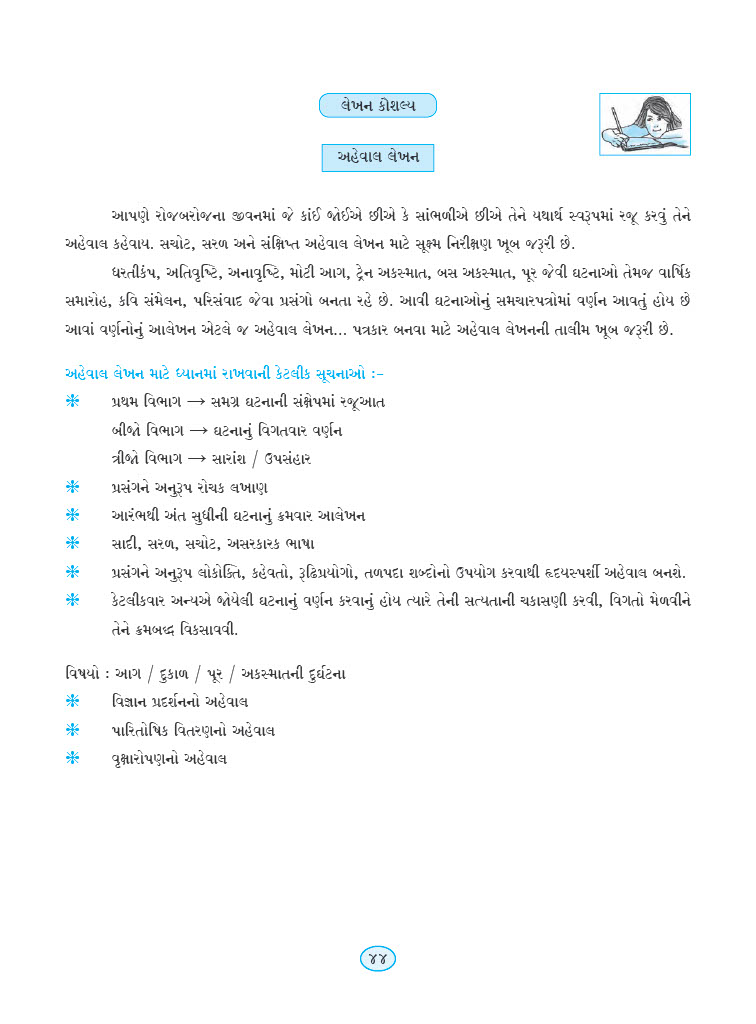 લેખન કૌશલ્ય
અહેવાલ લેખન
આપણે રોજબરોજના જીવનમાં જે કાંઈ જોઈએ છીએ કે સાંભળીએ છીએ તેને યથાર્થ સ્વરૂપમાં રજૂ કરવું તેને
અહેવાલ કહેવાય. સચોટ, સરળ અને સંક્ષિપ્ત અહેવાલ લેખન માટે સૂક્ષ્મ નિરીક્ષણ ખૂબ જરૂરી છે.
ધરતીકંપ, અતિવૃષ્ટિ, અનાવૃષ્ટિ, મોટી આગ, ટ્રેન અકસ્માત, બસ અકસ્માત, પૂર જેવી ઘટનાઓ તેમજ વાર્ષિક
સમારોહ, કવિ સંમેલન, પરિસંવાદ જેવા પ્રસંગો બનતા રહે છે. આવી ઘટનાઓનું સમચારપત્રોમાં વર્ણન આવતું હોય છે
આવાં વર્ણનોનું આલેખન એટલે જ અહેવાલ લેખન... પત્રકાર બનવા માટે અહેવાલ લેખનની તાલીમ ખૂબ જરૂરી છે.
અહેવાલ લેખન માટે ધ્યાનમાં રાખવાની કેટલીક સૂચનાઓ :-
❉ પ્રથમ વિભાગ → સમગ્ર ઘટનાની સંક્ષેપમાં રજૂઆત
બીજો વિભાગ → ઘટનાનું વિગતવાર વર્ણન
ત્રીજો વિભાગ → સારાંશ / ઉપસંહાર
❉ પ્રસંગને અનુરૂપ રોચક લખાણ
❉ આરંભથી અંત સુધીની ઘટનાનું ક્રમવાર આલેખન
❉ સાદી, સરળ, સચોટ, અસરકારક ભાષા
❉ પ્રસંગને અનુરૂપ લોકોક્તિ, કહેવતો, રૂઢિપ્રયોગો, તળપદા શબ્દોનો ઉપયોગ કરવાથી હૃદયસ્પર્શી અહેવાલ બનશે.
❉ કેટલીકવાર અન્યએ જોયેલી ઘટનાનું વર્ણન કરવાનું હોય ત્યારે તેની સત્યતાની ચકાસણી કરવી, વિગતો મેળવીને
તેને ક્રમબદ્ધ વિકસાવવી.
વિષયો : આગ / દુકાળ / પૂર / અકસ્માતની દુર્ઘટના
❉ વિજ્ઞાન પ્રદર્શનનો અહેવાલ
❉ પારિતોષિક વિતરણનો અહેવાલ
❉ વૃક્ષારોપણનો અહેવાલ
૪૪